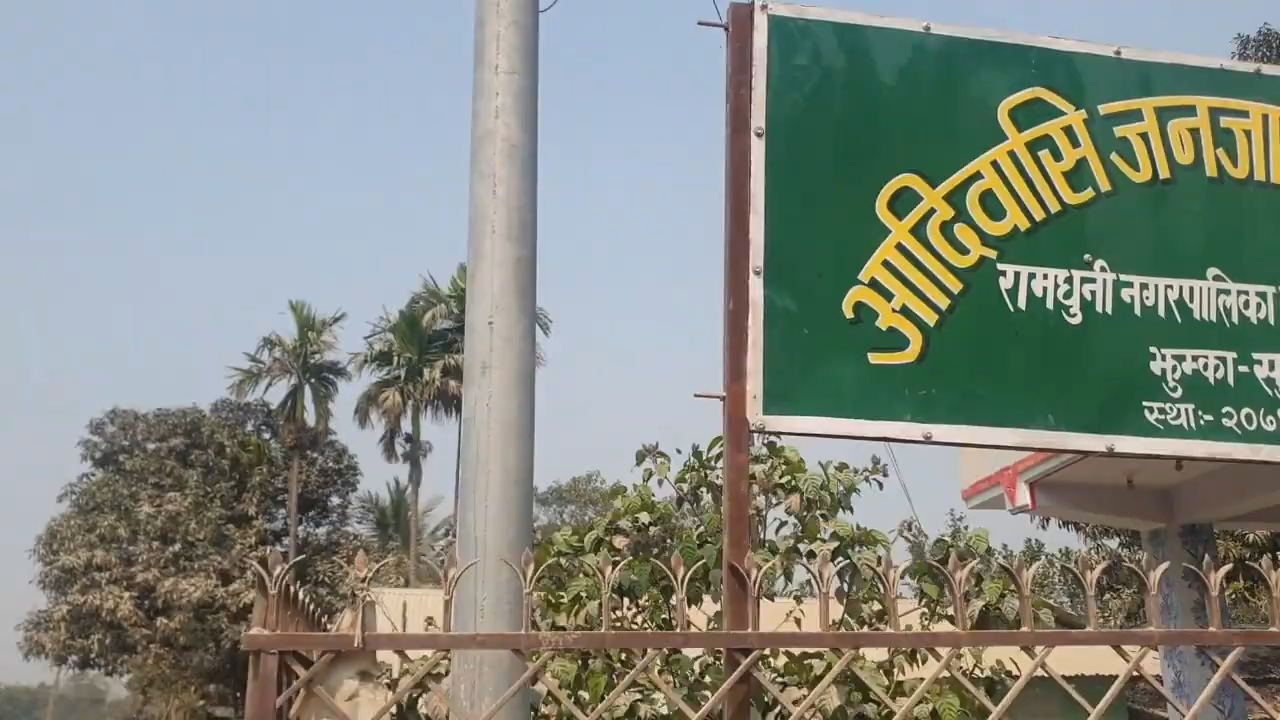 आदिवासि जनजा
रामधुनी नगरपालिका
झुम्का-सु
स्थाः- २०७